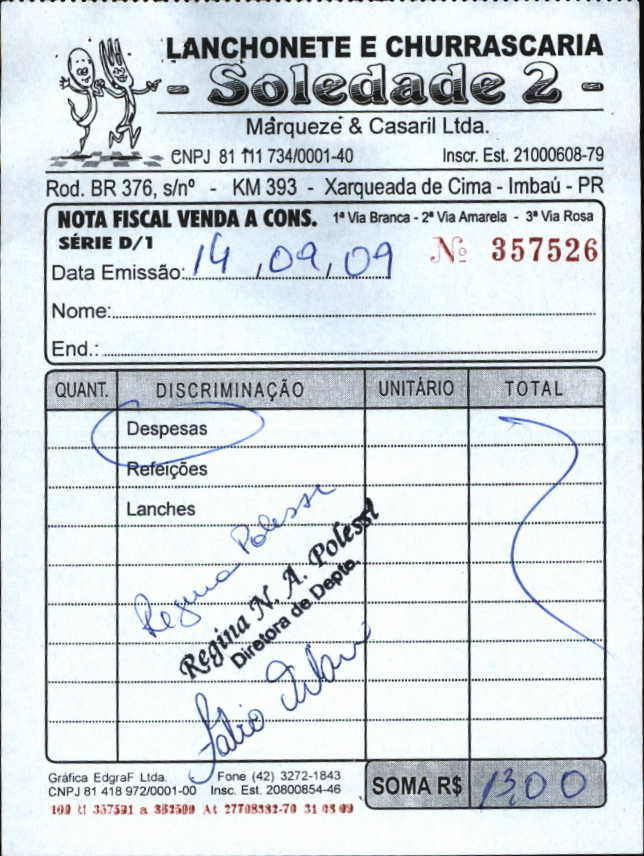 LANCHONETE E CHURRASCARIA
- Soledade 2 -
Marqueze & Casaril Ltda.
CNPJ 81 111 734/0001-40 Inscr. Est. 21000608-79
Rod. BR 376, s/nº - KM 393 - Xarqueada de Cima - Imbaú - PR
NOTA FISCAL VENDA A CONS. 1ª Via Branca - 2ª Via Amarela - 3ª Via Rosa
SÉRIE D/1 Nº 357526
Data Emissão: 14 / 09 / 09
Nome:
End.:
QUANT. DISCRIMINAÇÃO UNITÁRIO TOTAL
Despesas
Refeições
Lanches
Regina Polessi
Regina N. A. Polessi
Diretora de Depto.
Fabio
Gráfica EdgraF Ltda. Fone (42) 3272-1843
CNPJ 81 418 972/0001-00 Insc. Est. 20800854-46
SOMA R$ 13,00